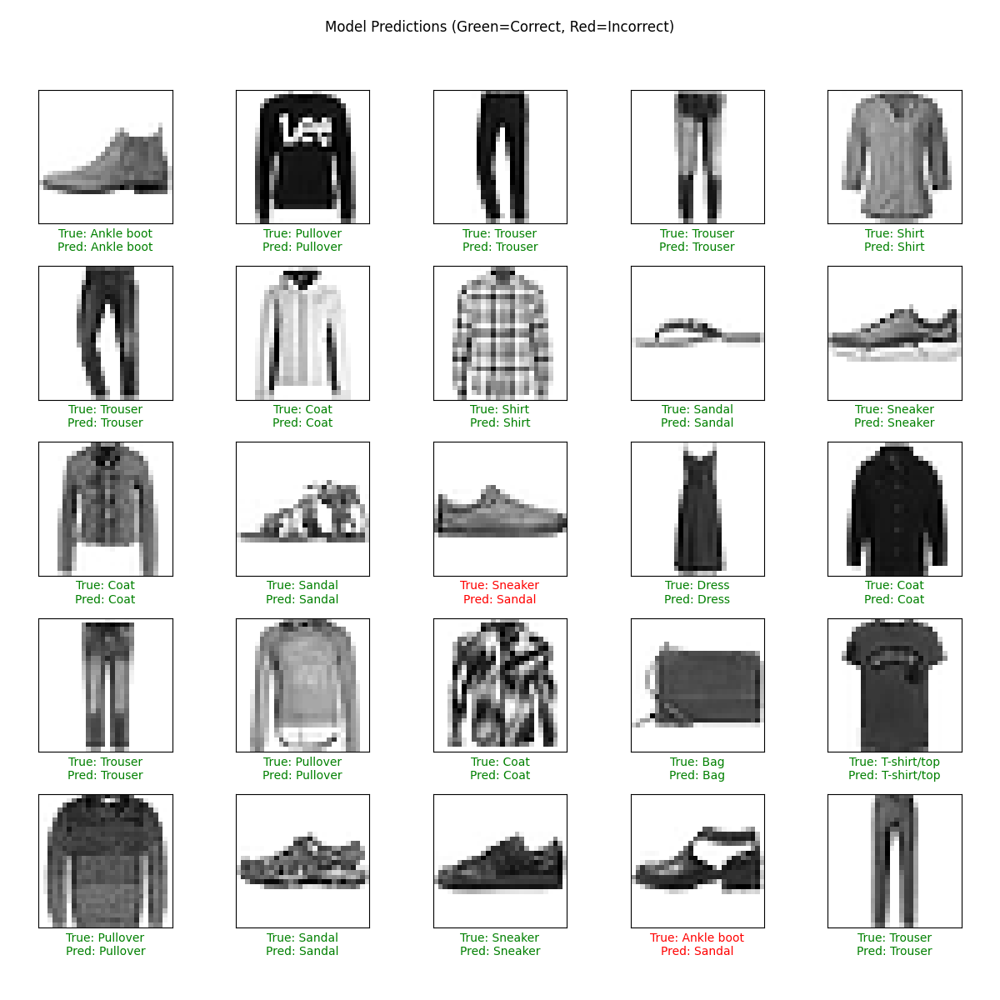 Model Predictions (Green=Correct, Red=Incorrect)
Lee
True: Ankle boot
Pred: Ankle boot
True: Pullover
Pred: Pullover
True: Trouser
Pred: Trouser
True: Trouser
Pred: Trouser
True: Shirt
Pred: Shirt
True: Trouser
Pred: Trouser
True: Coat
Pred: Coat
True: Shirt
Pred: Shirt
True: Sandal
Pred: Sandal
True: Sneaker
Pred: Sneaker
True: Coat
Pred: Coat
True: Sandal
Pred: Sandal
True: Sneaker
Pred: Sandal
True: Dress
Pred: Dress
True: Coat
Pred: Coat
True: Trouser
Pred: Trouser
True: Pullover
Pred: Pullover
True: Coat
Pred: Coat
True: Bag
Pred: Bag
True: T-shirt/top
Pred: T-shirt/top
True: Pullover
Pred: Pullover
True: Sandal
Pred: Sandal
True: Sneaker
Pred: Sneaker
True: Ankle boot
Pred: Sandal
True: Trouser
Pred: Trouser